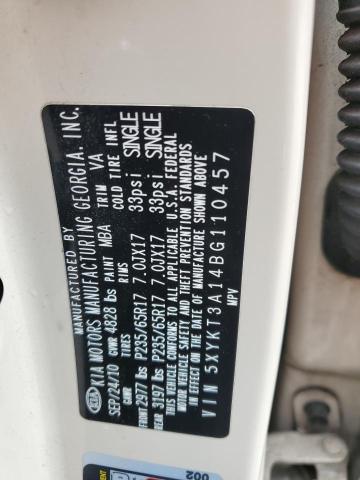 MANUFACTURED BY
KIA MOTORS MANUFACTURING GEORGIA. INC.
SEP/24/10 GVWR 4828 lbs PAINT MBA TRIM VA
GAWR TIRES RIMS COLD TIRE INFL
FRONT 2977 lbs P235/65R17 7.0JX17 33psi SINGLE
REAR 3197 lbs P235/65R17 7.0JX17 33psi SINGLE
THIS VEHICLE CONFORMS TO ALL APPLICABLE U.S.A. FEDERAL
MOTOR VEHICLE SAFETY AND THEFT PREVENTION STANDARDS
IN EFFECT ON THE DATE OF MANUFACTURE SHOWN ABOVE
VIN 5XYKT3A14BG110457
MPV
002